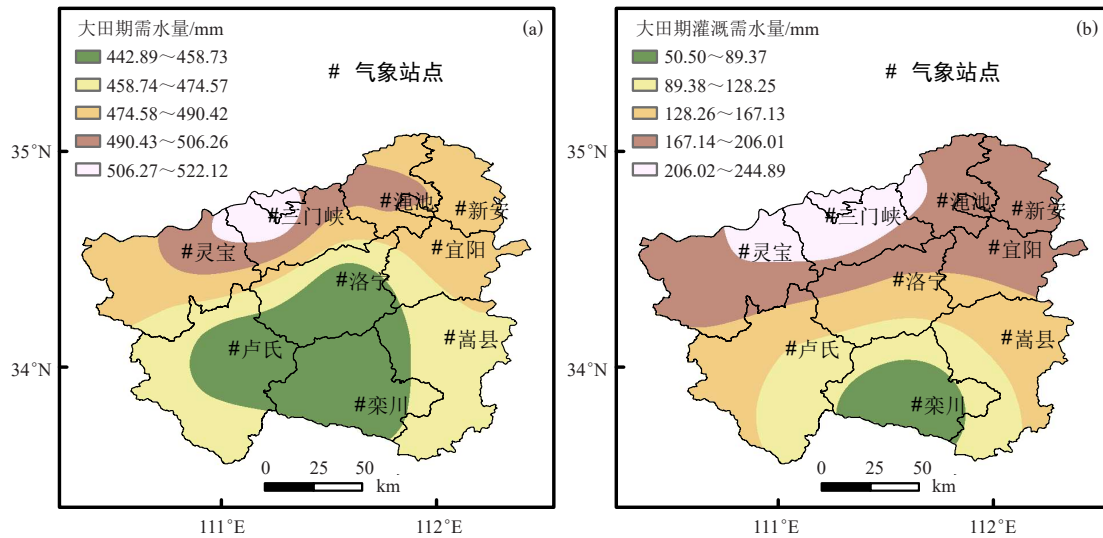 大田期需水量/mm
(a)
442.89～458.73
458.74～474.57
474.58～490.42
490.43～506.26
506.27～522.12
# 气象站点
35°N
34°N
#三门峡
#渑池
#新安
#灵宝
#宜阳
#洛宁
#卢氏
#嵩县
#栾川
0 25 50
km
111°E
112°E
大田期灌溉需水量/mm
(b)
50.50～89.37
89.38～128.25
128.26～167.13
167.14～206.01
206.02～244.89
# 气象站点
35°N
34°N
#三门峡
#渑池
#新安
#灵宝
#宜阳
#洛宁
#卢氏
#嵩县
#栾川
0 25 50
km
111°E
112°E